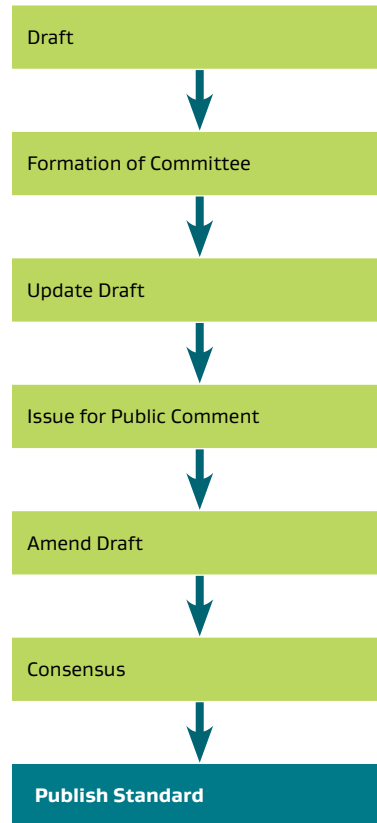 Draft
Formation of Committee
Update Draft
Issue for Public Comment
Amend Draft
Consensus
Publish Standard